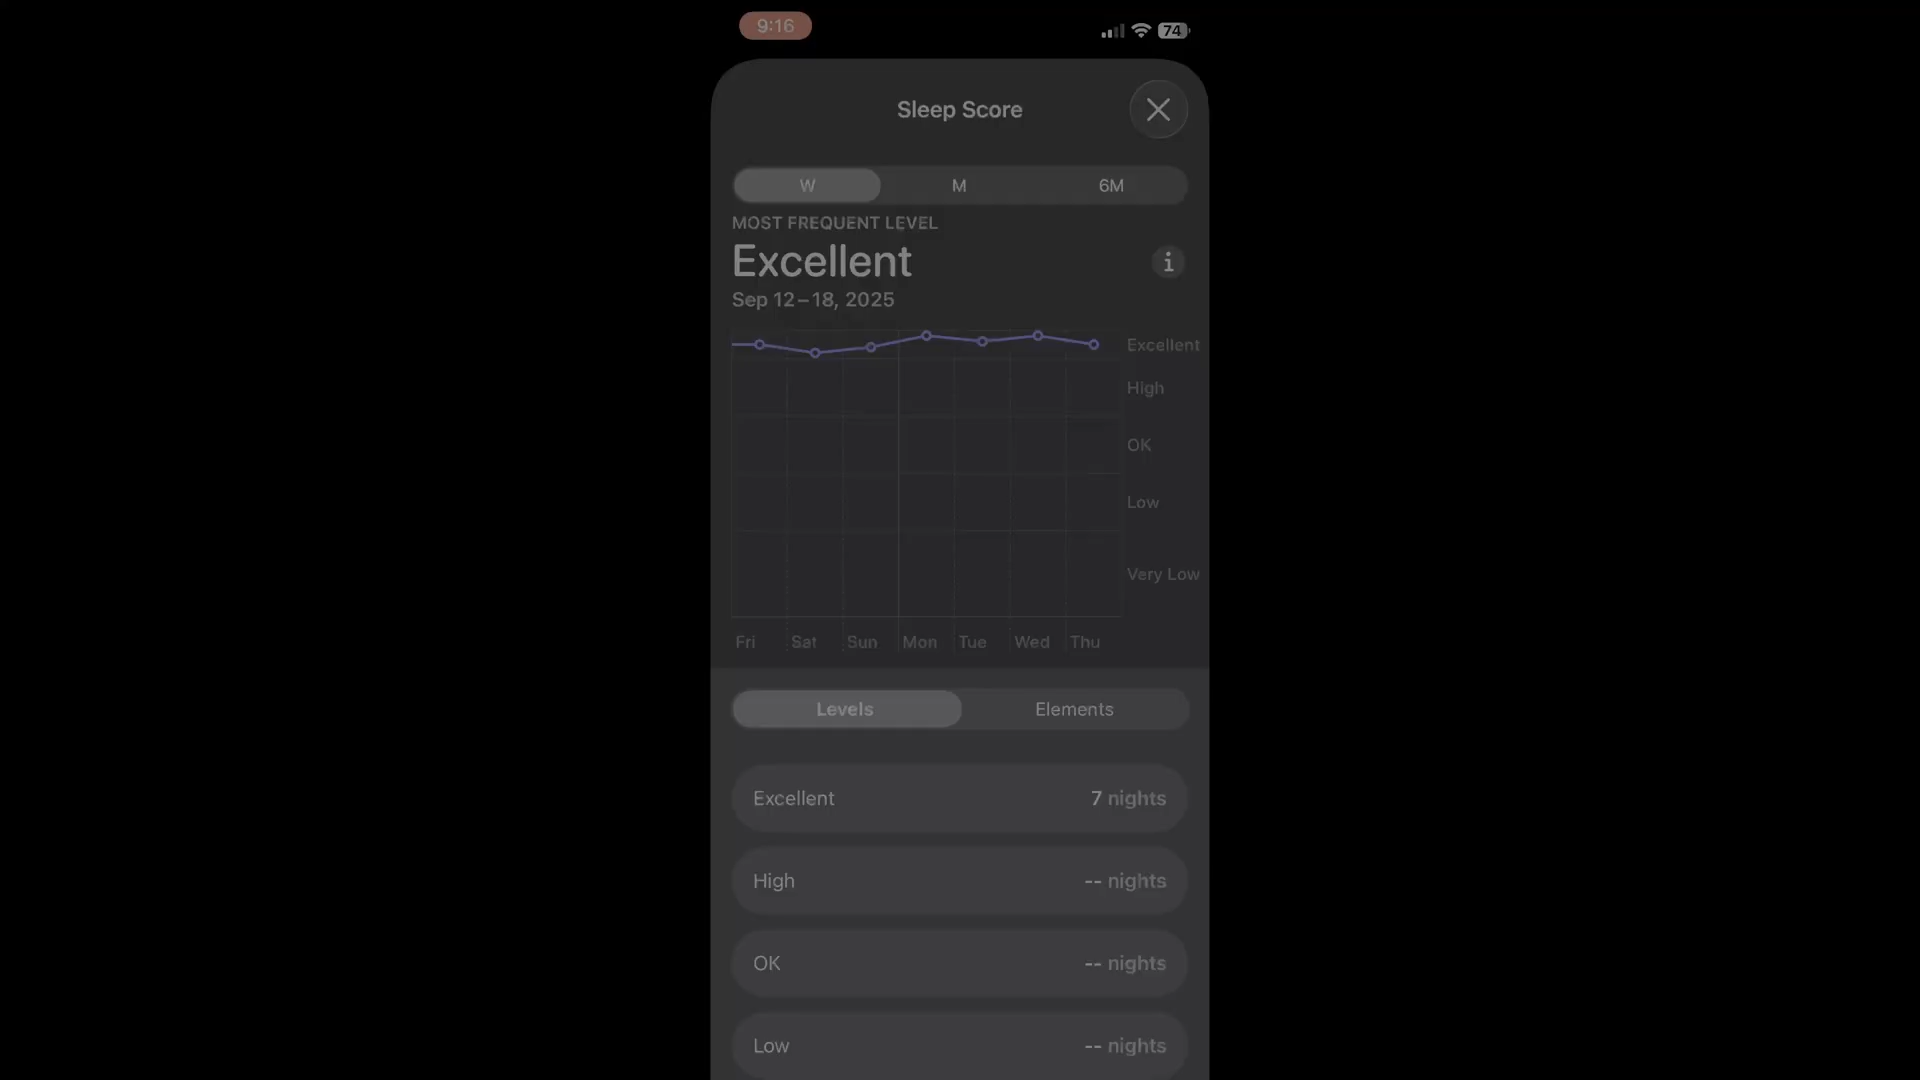 9:16
74
Sleep Score
W M 6M
MOST FREQUENT LEVEL
Excellent
Sep 12–18, 2025
Excellent
High
OK
Low
Very Low
Fri Sat Sun Mon Tue Wed Thu
Levels Elements
Excellent 7 nights
High -- nights
OK -- nights
Low -- nights